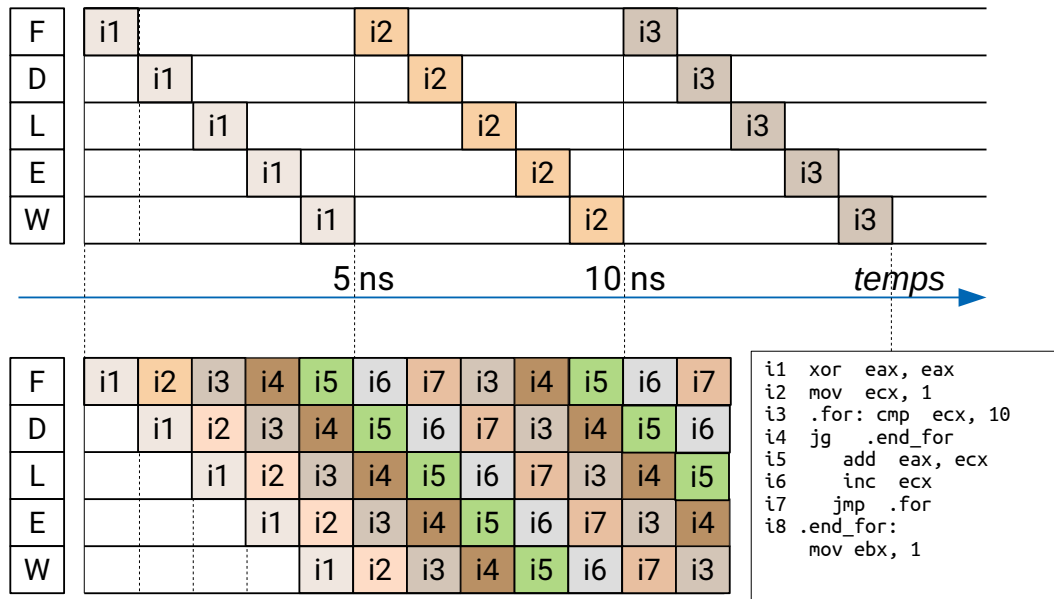 F i1 i2 i3
D i1 i2 i3
L i1 i2 i3
E i1 i2 i3
W i1 i2 i3
5 ns 10 ns temps
F i1 i2 i3 i4 i5 i6 i7 i3 i4 i5 i6 i7
D i1 i2 i3 i4 i5 i6 i7 i3 i4 i5 i6
L i1 i2 i3 i4 i5 i6 i7 i3 i4 i5
E i1 i2 i3 i4 i5 i6 i7 i3 i4
W i1 i2 i3 i4 i5 i6 i7 i3
i1 xor eax, eax
i2 mov ecx, 1
i3 .for: cmp ecx, 10
i4 jg .end_for
i5 add eax, ecx
i6 inc ecx
i7 jmp .for
i8 .end_for:
mov ebx, 1